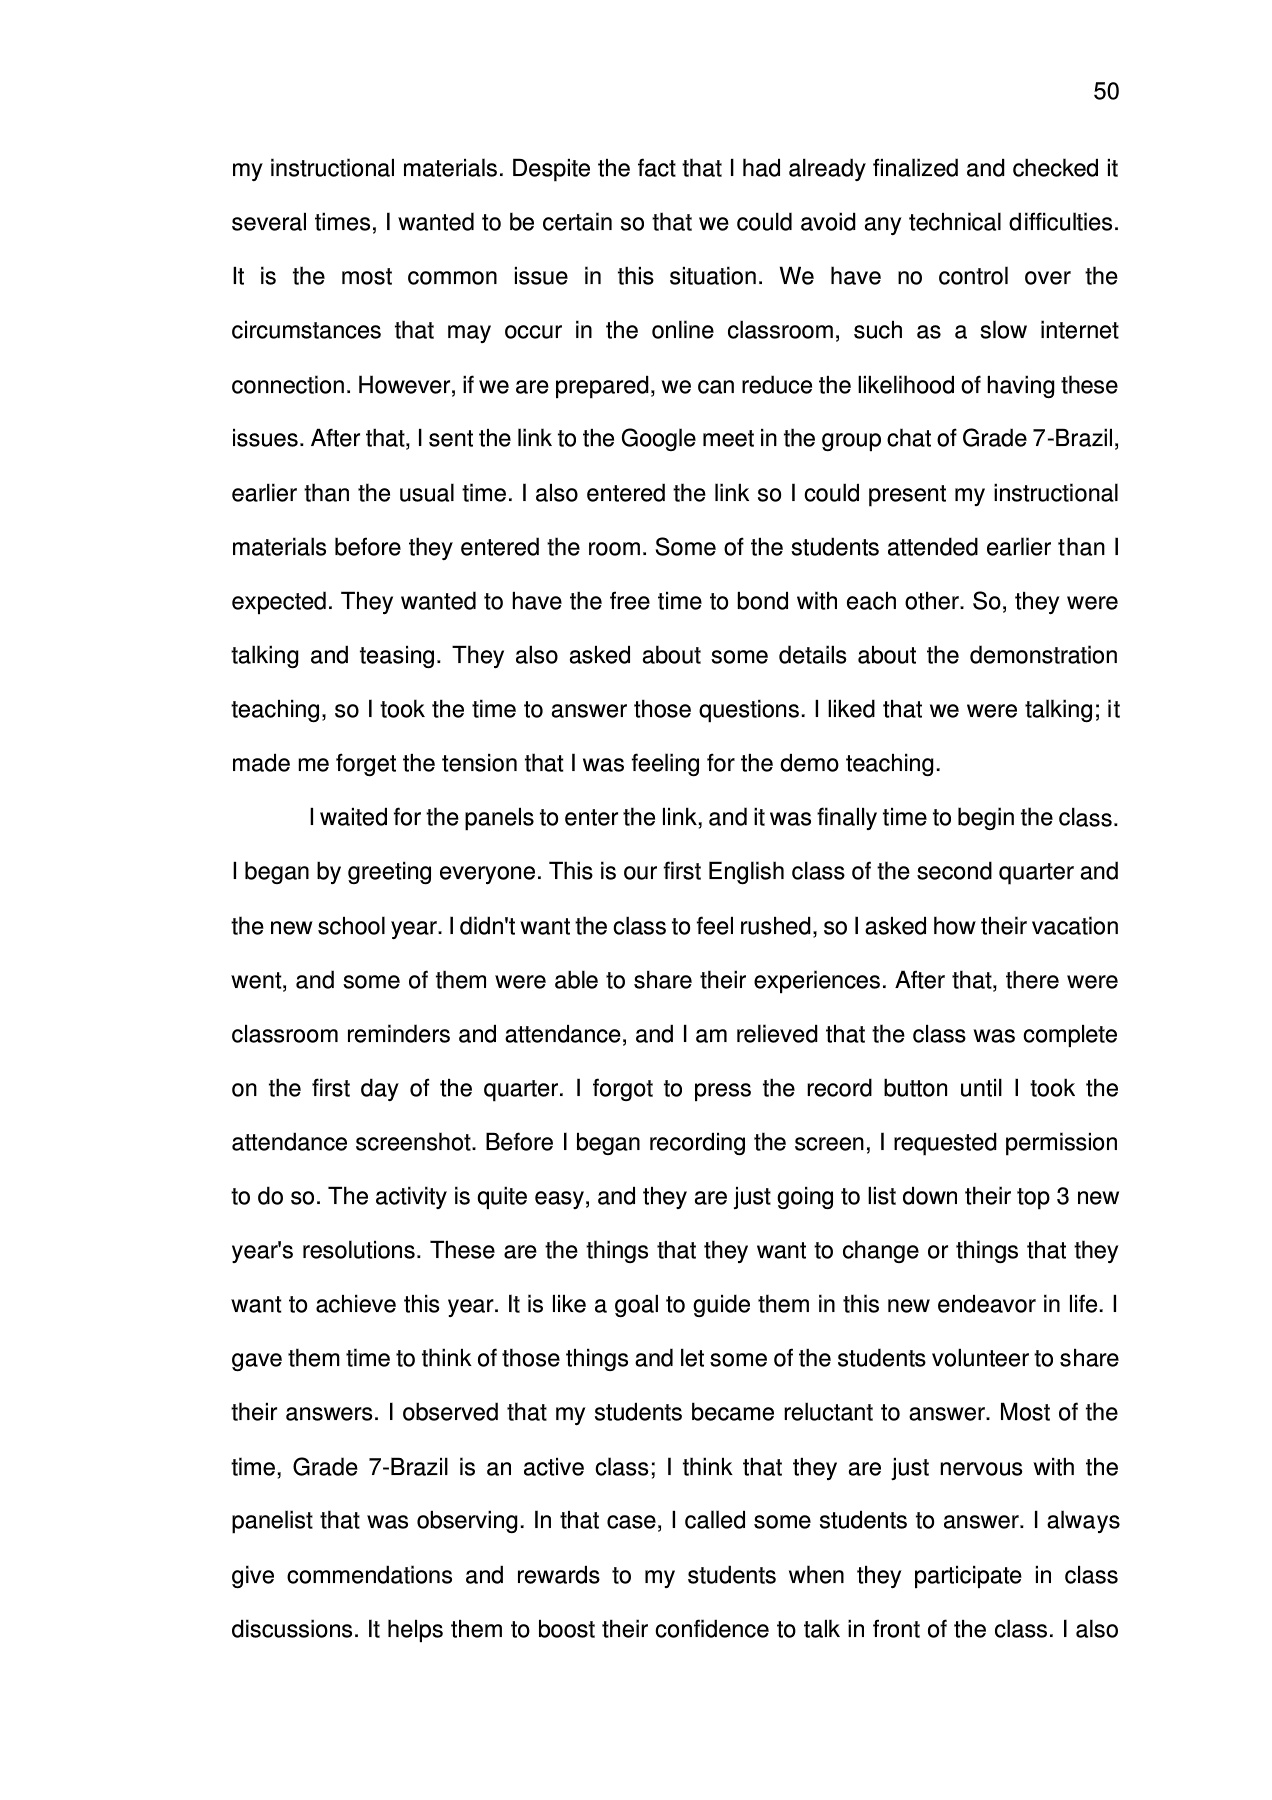 50
my instructional materials. Despite the fact that I had already finalized and checked it
several times, I wanted to be certain so that we could avoid any technical difficulties.
It is the most common issue in this situation. We have no control over the
circumstances that may occur in the online classroom, such as a slow internet
connection. However, if we are prepared, we can reduce the likelihood of having these
issues. After that, I sent the link to the Google meet in the group chat of Grade 7-Brazil,
earlier than the usual time. I also entered the link so I could present my instructional
materials before they entered the room. Some of the students attended earlier than I
expected. They wanted to have the free time to bond with each other. So, they were
talking and teasing. They also asked about some details about the demonstration
teaching, so I took the time to answer those questions. I liked that we were talking; it
made me forget the tension that I was feeling for the demo teaching.
I waited for the panels to enter the link, and it was finally time to begin the class.
I began by greeting everyone. This is our first English class of the second quarter and
the new school year. I didn't want the class to feel rushed, so I asked how their vacation
went, and some of them were able to share their experiences. After that, there were
classroom reminders and attendance, and I am relieved that the class was complete
on the first day of the quarter. I forgot to press the record button until I took the
attendance screenshot. Before I began recording the screen, I requested permission
to do so. The activity is quite easy, and they are just going to list down their top 3 new
year's resolutions. These are the things that they want to change or things that they
want to achieve this year. It is like a goal to guide them in this new endeavor in life. I
gave them time to think of those things and let some of the students volunteer to share
their answers. I observed that my students became reluctant to answer. Most of the
time, Grade 7-Brazil is an active class; I think that they are just nervous with the
panelist that was observing. In that case, I called some students to answer. I always
give commendations and rewards to my students when they participate in class
discussions. It helps them to boost their confidence to talk in front of the class. I also